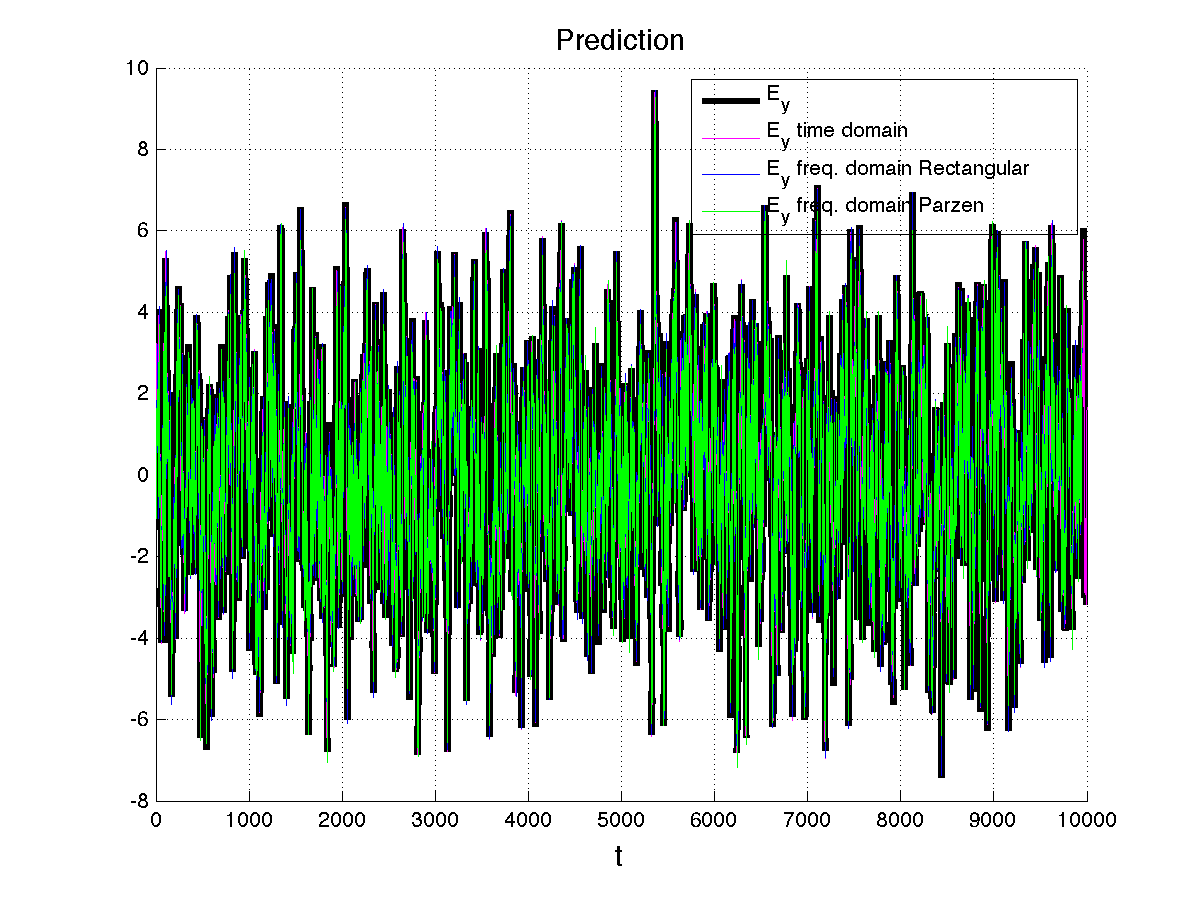 Prediction
10
8
6
4
2
0
-2
-4
-6
-8
E_y
E_y time domain
E_y freq. domain Rectangular
E_y freq. domain Parzen
0 1000 2000 3000 4000 5000 6000 7000 8000 9000 10000
t